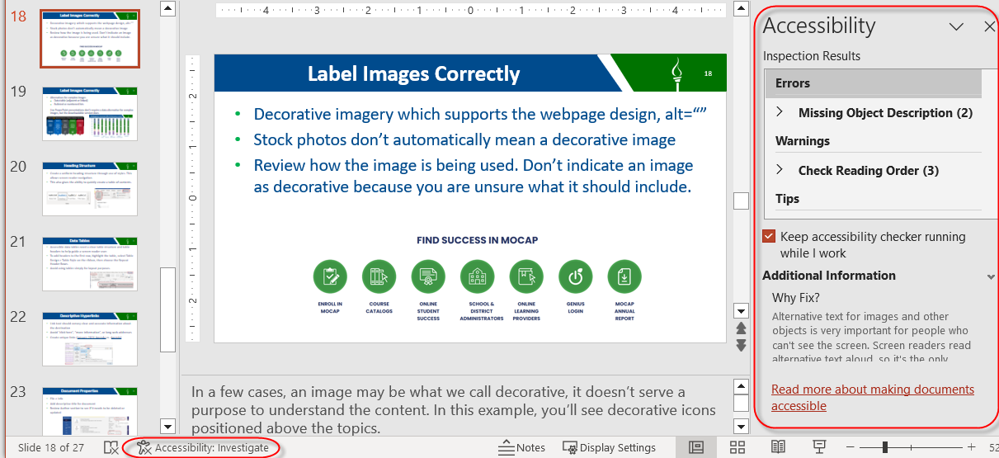 18
Label Images Correctly
19
Label Images Correctly
20
Heading Structure
21
Data Tables
22
Descriptive Hyperlinks
23
Document Properties
4 3 2 1 0 1 2 3 4
2
1
0
1
2
Label Images Correctly
18
• Decorative imagery which supports the webpage design, alt=“”
• Stock photos don’t automatically mean a decorative image
• Review how the image is being used. Don’t indicate an image
as decorative because you are unsure what it should include.
FIND SUCCESS IN MOCAP
ENROLL IN
MOCAP
COURSE
CATALOGS
ONLINE
STUDENT
SUCCESS
SCHOOL &
DISTRICT
ADMINISTRATORS
ONLINE
LEARNING
PROVIDERS
GENIUS
LOGIN
MOCAP
ANNUAL
REPORT
In a few cases, an image may be what we call decorative, it doesn’t serve a
purpose to understand the content. In this example, you’ll see decorative icons
positioned above the topics.
Accessibility
Inspection Results
Errors
Missing Object Description (2)
Warnings
Check Reading Order (3)
Tips
Keep accessibility checker running
while I work
Additional Information
Why Fix?
Alternative text for images and other
objects is very important for people who
can't see the screen. Screen readers read
alternative text aloud, so it's the only
Read more about making documents
accessible
Slide 18 of 27
Accessibility: Investigate
Notes
Display Settings
52